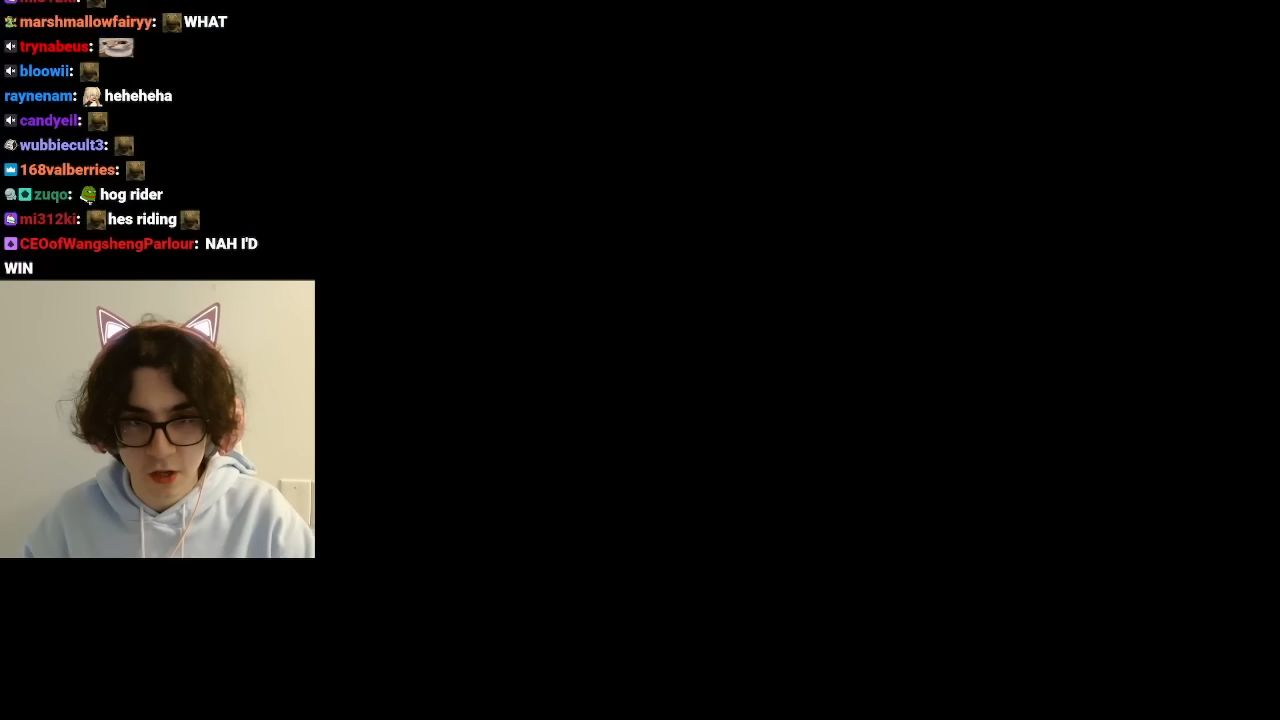 marshmallowfairyy: WHAT
trynabeus:
bloowii:
raynenam: heheheha
candyeil:
wubbiecult3:
168valberries:
zuqo: hog rider
mi312ki: hes riding
CEOofWangshengParlour: NAH I'D
WIN